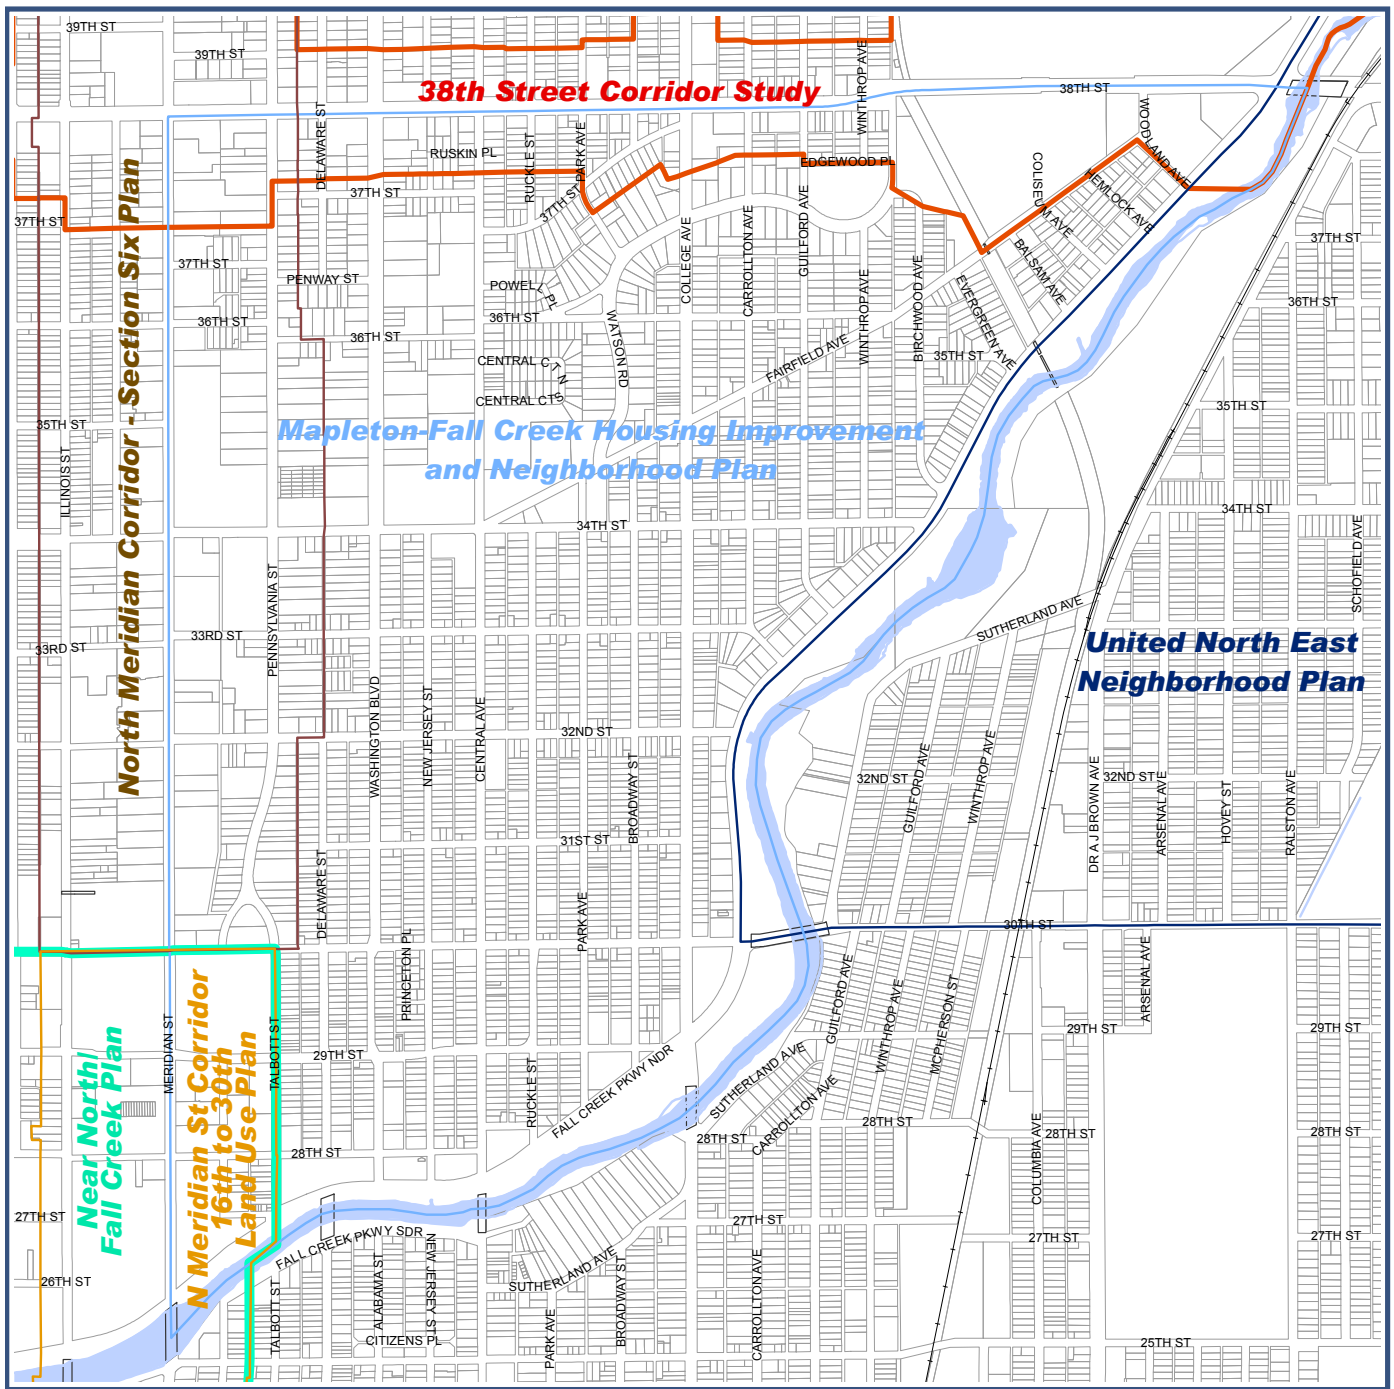 39TH ST
39TH ST
38th Street Corridor Study
38TH ST
WINTHROP AVE
WOODLAND AVE
DELAWARE ST
RUSKIN PL
RUCKLE ST
PARK AVE
EDGEWOOD PL
COLISEUM AVE
HEMLOCK AVE
37TH ST
37TH ST
37TH ST
GUILFORD AVE
CARROLLTON AVE
COLLEGE AVE
BALSAM AVE
37TH ST
37TH ST
PENWAY ST
POWELL PL
WINTHROP AVE
BIRCHWOOD AVE
EVERGREEN AVE
36TH ST
36TH ST
36TH ST
36TH ST
WATSON RD
FAIRFIELD AVE
35TH ST
CENTRAL CT N
CENTRAL CTS
35TH ST
35TH ST
North Meridian Corridor - Section Six Plan
Mapleton-Fall Creek Housing Improvement
and Neighborhood Plan
ILLINOIS ST
34TH ST
34TH ST
SCHOFIELD AVE
PENNSYLVANIA ST
SUTHERLAND AVE
33RD ST
33RD ST
United North East
Neighborhood Plan
WASHINGTON BLVD
NEW JERSEY ST
CENTRAL AVE
32ND ST
BROADWAY ST
32ND ST
GUILFORD AVE
WINTHROP AVE
32ND ST
DR A J BROWN AVE
ARSENAL AVE
HOVEY ST
RALSTON AVE
31ST ST
DELAWARE ST
PARK AVE
PRINCETON PL
30TH ST
ARSENAL AVE
GUILFORD AVE
WINTHROP AVE
MCPHERSON ST
Near North/
Fall Creek Plan
MERIDIAN ST
N Meridian St Corridor
16th to 30th
Land Use Plan
TALBOTT ST
29TH ST
29TH ST
29TH ST
RUCKLE ST
FALL CREEK PKWY NDR
SUTHERLAND AVE
CARROLLTON AVE
28TH ST
28TH ST
28TH ST
28TH ST
28TH ST
COLUMBIA AVE
27TH ST
27TH ST
27TH ST
27TH ST
FALL CREEK PKWY SDR
26TH ST
TALBOTT ST
ALABAMA ST
NEW JERSEY ST
SUTHERLAND AVE
BROADWAY ST
CARROLLTON AVE
PARK AVE
CITIZENS PL
25TH ST